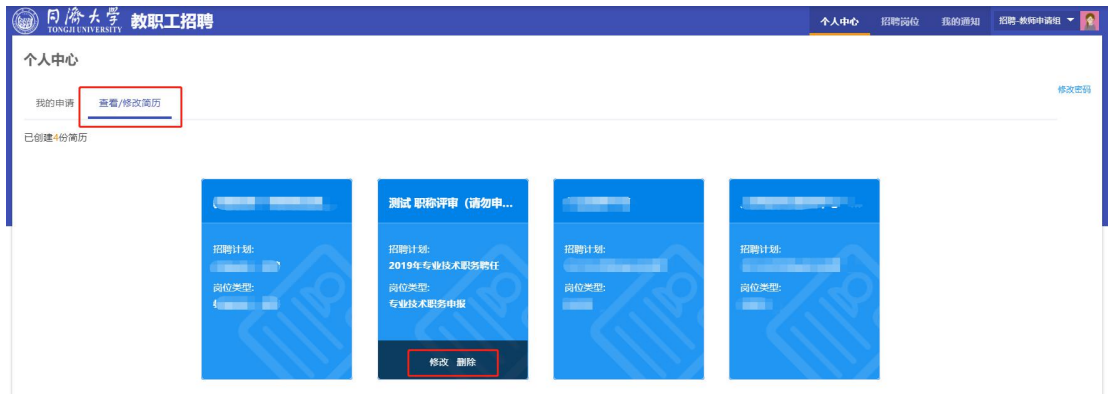 同济大学 教职工招聘
TONGJI UNIVERSITY
个人中心 招聘岗位 我的通知 招聘-教师申请组
个人中心
我的申请 查看/修改简历
修改密码
已创建4份简历
测试 职称评审（请勿申...
招聘计划: 招聘计划: 招聘计划: 招聘计划:
2019年专业技术职务聘任
岗位类型: 岗位类型: 岗位类型: 岗位类型:
专业技术职务申报
修改 删除